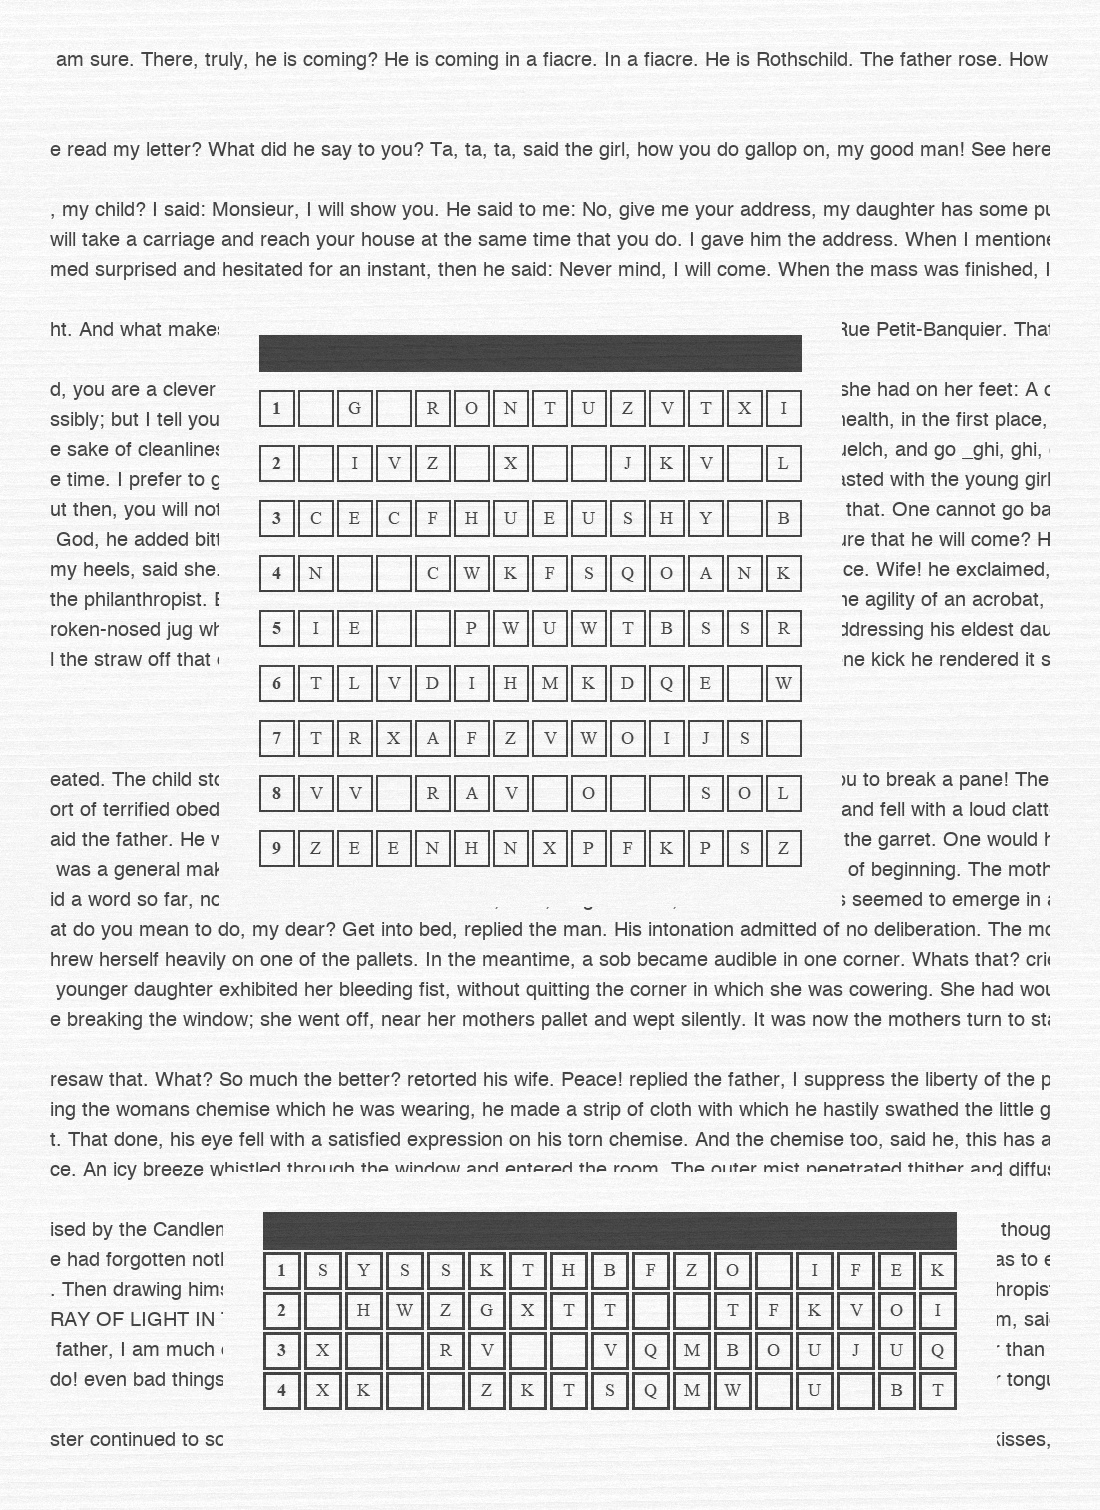 am sure. There, truly, he is coming? He is coming in a fiacre. In a fiacre. He is Rothschild. The father rose. How
e read my letter? What did he say to you? Ta, ta, ta, said the girl, how you do gallop on, my good man! See here
, my child? I said: Monsieur, I will show you. He said to me: No, give me your address, my daughter has some pu
will take a carriage and reach your house at the same time that you do. I gave him the address. When I mentione
med surprised and hesitated for an instant, then he said: Never mind, I will come. When the mass was finished, I
ht. And what makes Rue Petit-Banquier. That
d, you are a clever she had on her feet: A
ssibly; but I tell you health, in the first place,
e sake of cleanliness uelch, and go _ghi, ghi,
e time. I prefer to g asted with the young girl
ut then, you will not that. One cannot go ba
God, he added bitt ure that he will come? H
my heels, said she. ce. Wife! he exclaimed,
the philanthropist. E he agility of an acrobat,
roken-nosed jug wh ddressing his eldest dau
l the straw off that ne kick he rendered it s
1 G R O N T U Z V T X I
2 I V Z X J K V L
3 C E C F H U E U S H Y B
4 N C W K F S Q O A N K
5 I E P W U W T B S S R
6 T L V D I H M K D Q E W
7 T R X A F Z V W O I J S
8 V V R A V O S O L
9 Z E E N H N X P F K P S Z
eated. The child sto ou to break a pane! The
ort of terrified obed and fell with a loud clatt
aid the father. He w the garret. One would h
was a general mak of beginning. The moth
id a word so far, no s seemed to emerge in a
at do you mean to do, my dear? Get into bed, replied the man. His intonation admitted of no deliberation. The mo
hrew herself heavily on one of the pallets. In the meantime, a sob became audible in one corner. Whats that? crie
younger daughter exhibited her bleeding fist, without quitting the corner in which she was cowering. She had wou
e breaking the window; she went off, near her mothers pallet and wept silently. It was now the mothers turn to sta
resaw that. What? So much the better? retorted his wife. Peace! replied the father, I suppress the liberty of the p
ing the womans chemise which he was wearing, he made a strip of cloth with which he hastily swathed the little g
t. That done, his eye fell with a satisfied expression on his torn chemise. And the chemise too, said he, this has a
ce. An icy breeze whistled through the window and entered the room. The outer mist penetrated thither and diffus
ised by the Candlem thoug
e had forgotten noth as to e
. Then drawing hims hropist
RAY OF LIGHT IN m, said
father, I am much than
do! even bad things r tongu
1 S Y S S K T H B F Z O I F E K
2 H W Z G X T T T F K V O I
3 X R V V Q M B O U J U Q
4 X K Z K T S Q M W U B T
ster continued to sc kisses,